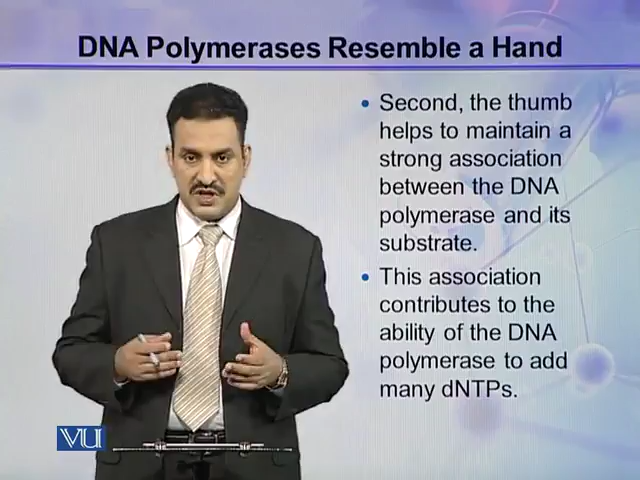 DNA Polymerases Resemble a Hand
• Second, the thumb
helps to maintain a
strong association
between the DNA
polymerase and its
substrate.
• This association
contributes to the
ability of the DNA
polymerase to add
many dNTPs.
VU